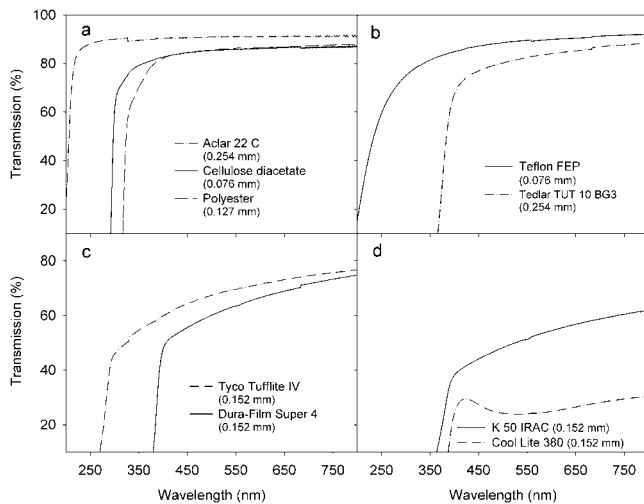 100
80
60
40
20
Transmission (%)
a
Aclar 22 C
(0.254 mm)
Cellulose diacetate
(0.076 mm)
Polyester
(0.127 mm)
b
Teflon FEP
(0.076 mm)
Tedlar TUT 10 BG3
(0.254 mm)
80
60
40
20
Transmission (%)
c
Tyco Tufflite IV
(0.152 mm)
Dura-Film Super 4
(0.152 mm)
250 350 450 550 650 750
Wavelength (nm)
d
K 50 IRAC (0.152 mm)
Cool Lite 380 (0.152 mm)
250 350 450 550 650 750
Wavelength (nm)